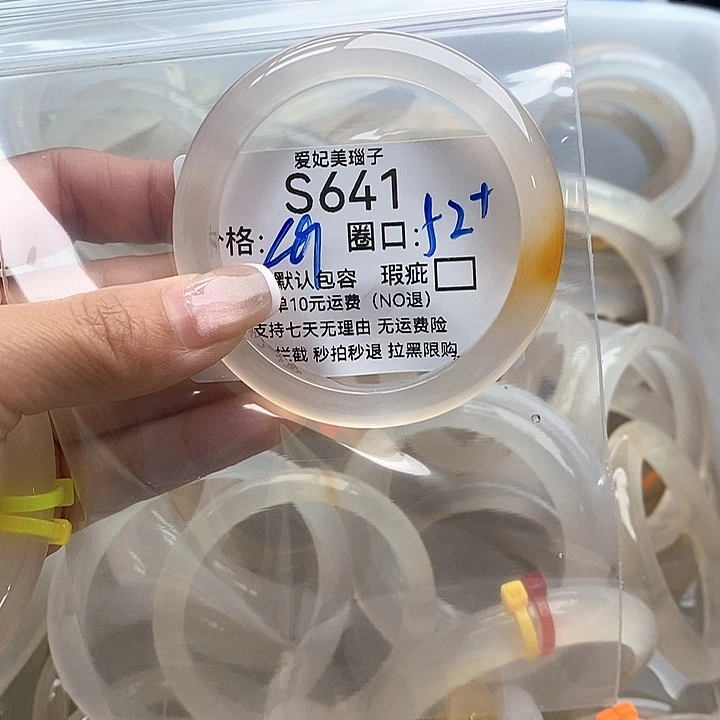 爱妃美瑙子
S641
格: 圈口:52+
默认包容 瑕疵
单10元运费（NO退）
支持七天无理由 无运费险
拦截 秒拍秒退 拉黑限购